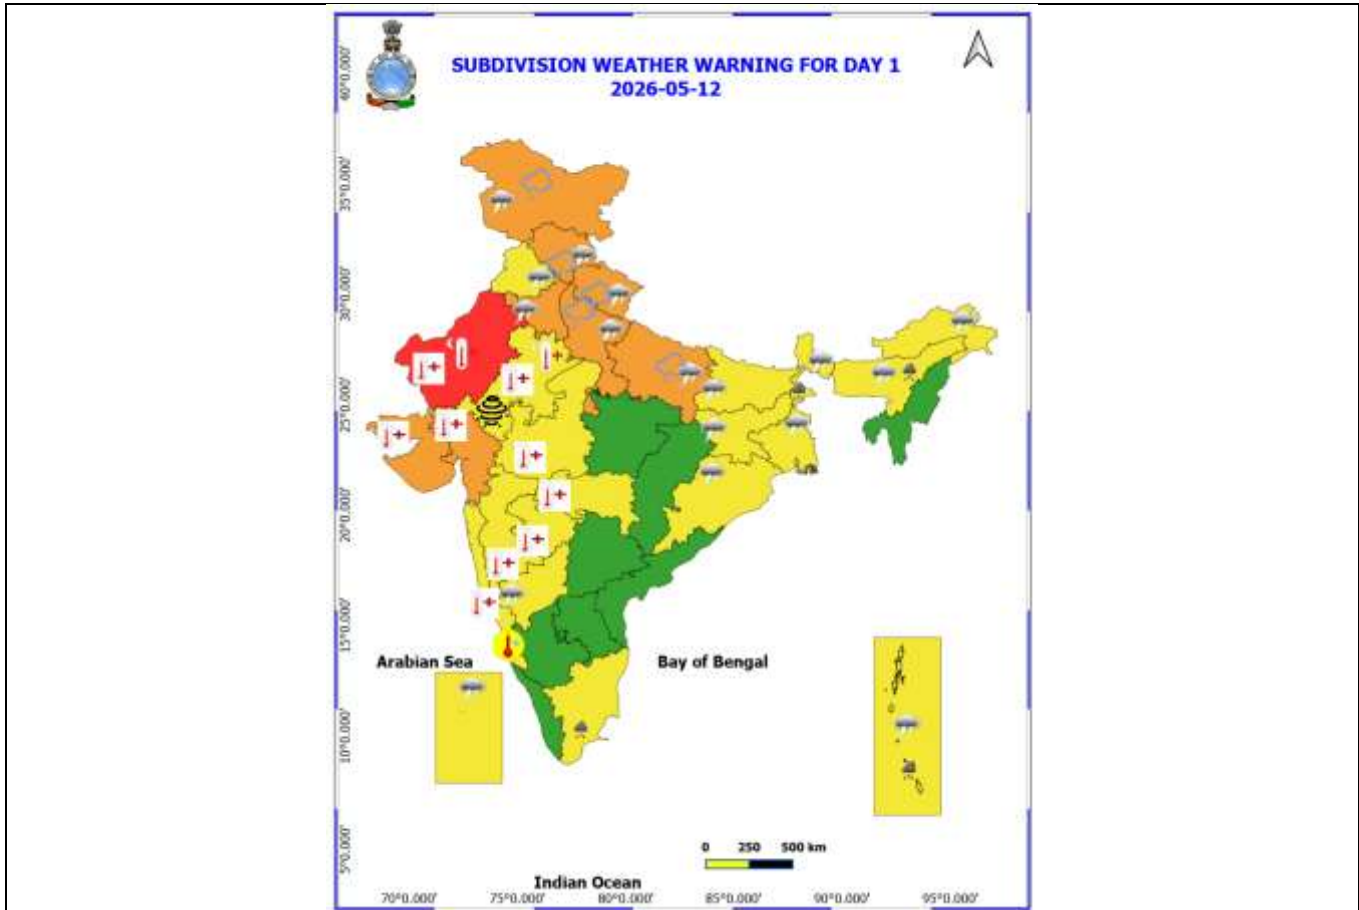 SUBDIVISION WEATHER WARNING FOR DAY 1
2026-05-12
40°0.000'
35°0.000'
30°0.000'
25°0.000'
20°0.000'
15°0.000'
10°0.000'
5°0.000'
Arabian Sea
Bay of Bengal
0 250 500 km
Indian Ocean
70°0.000' 75°0.000' 80°0.000' 85°0.000' 90°0.000' 95°0.000'